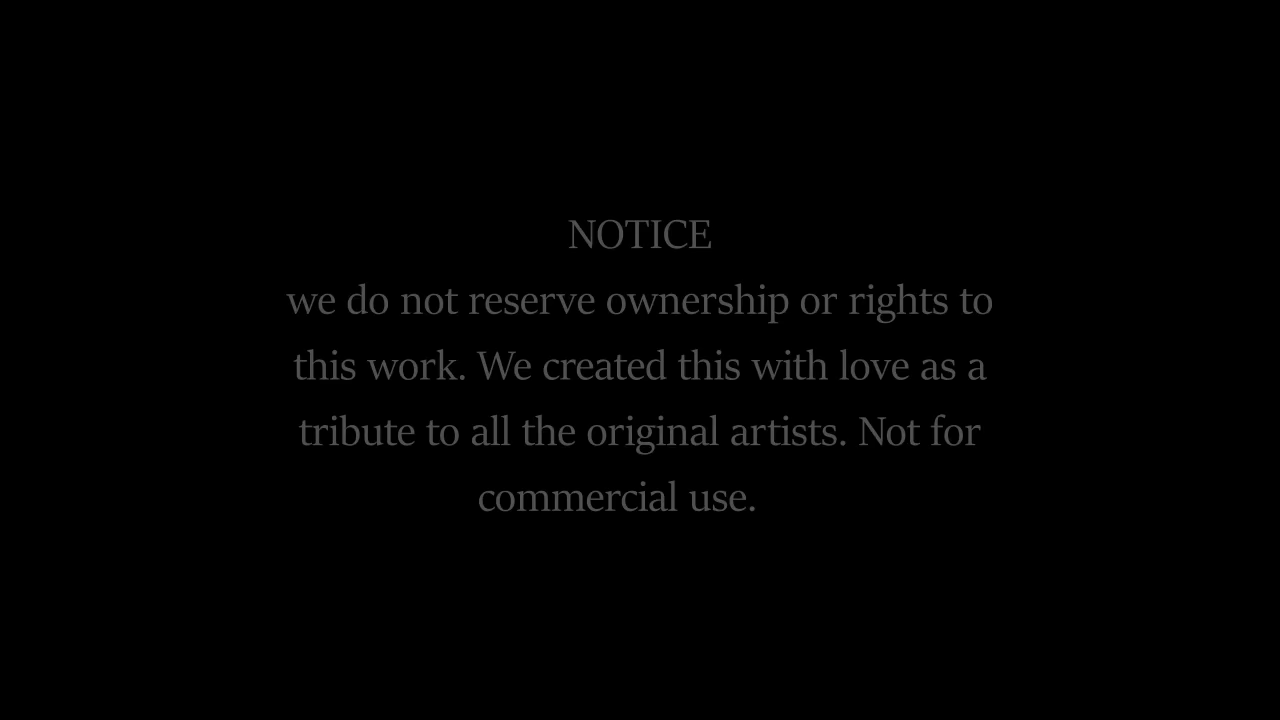 NOTICE
we do not reserve ownership or rights to
this work. We created this with love as a
tribute to all the original artists. Not for
commercial use.